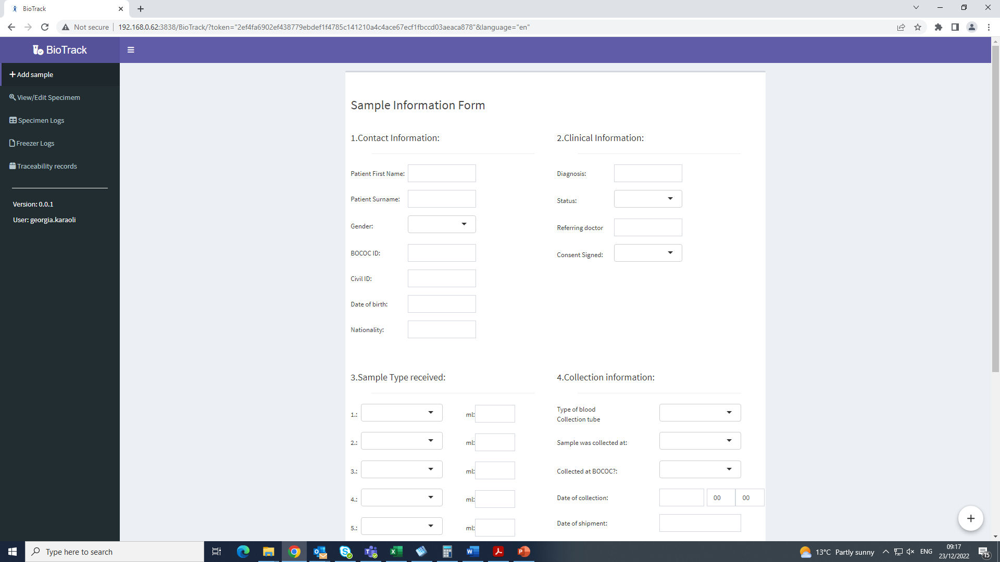 BioTrack
Not secure
192.168.0.62:3838/BioTrack/?token="2ef4fa6902ef438779ebdef1f4785c141210a4c4ace67ecf1fbccd03aeaca878"&language="en"
BioTrack
Add sample
View/Edit Specimem
Specimen Logs
Freezer Logs
Traceability records
Version: 0.0.1
User: georgia.karaoli
Sample Information Form
1.Contact Information:
Patient First Name:
Patient Surname:
Gender:
BOCOC ID:
Civil ID:
Date of birth:
Nationality:
2.Clinical Information:
Diagnosis:
Status:
Referring doctor
Consent Signed:
3.Sample Type received:
1.: ml:
2.: ml:
3.: ml:
4.: ml:
5.: ml:
4.Collection information:
Type of blood
Collection tube
Sample was collected at:
Collected at BOCOC?:
Date of collection: 00 00
Date of shipment:
Type here to search
13°C Partly sunny
ENG
09:17
23/12/2022
15